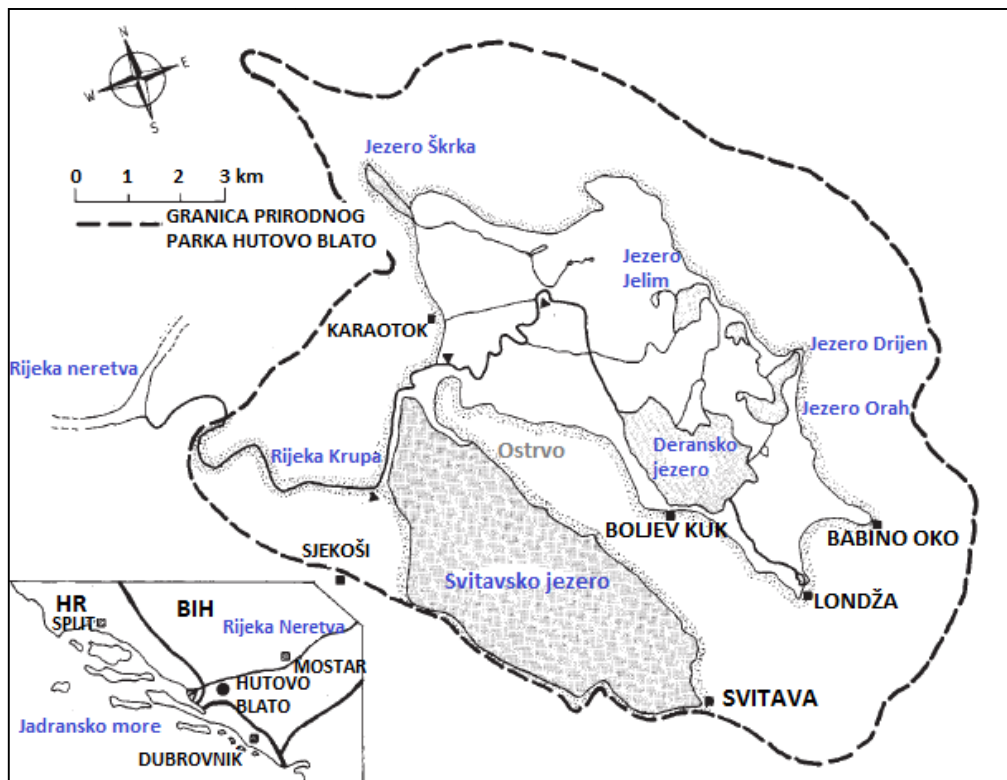 N
E
W
S
0 1 2 3 km
GRANICA PRIRODNOG
PARKA HUTOVO BLATO
Jezero Škrka
Jezero
Jelim
KARAOTOK
Jezero Drijen
Rijeka neretva
Jezero Orah
Ostrvo
Deransko
jezero
Rijeka Krupa
BOLJEV KUK
BABINO OKO
SJEKOŠI
Svitavsko jezero
LONDŽA
SVITAVA
HR
BIH
SPLIT
Rijeka Neretva
MOSTAR
HUTOVO
BLATO
Jadransko more
DUBROVNIK